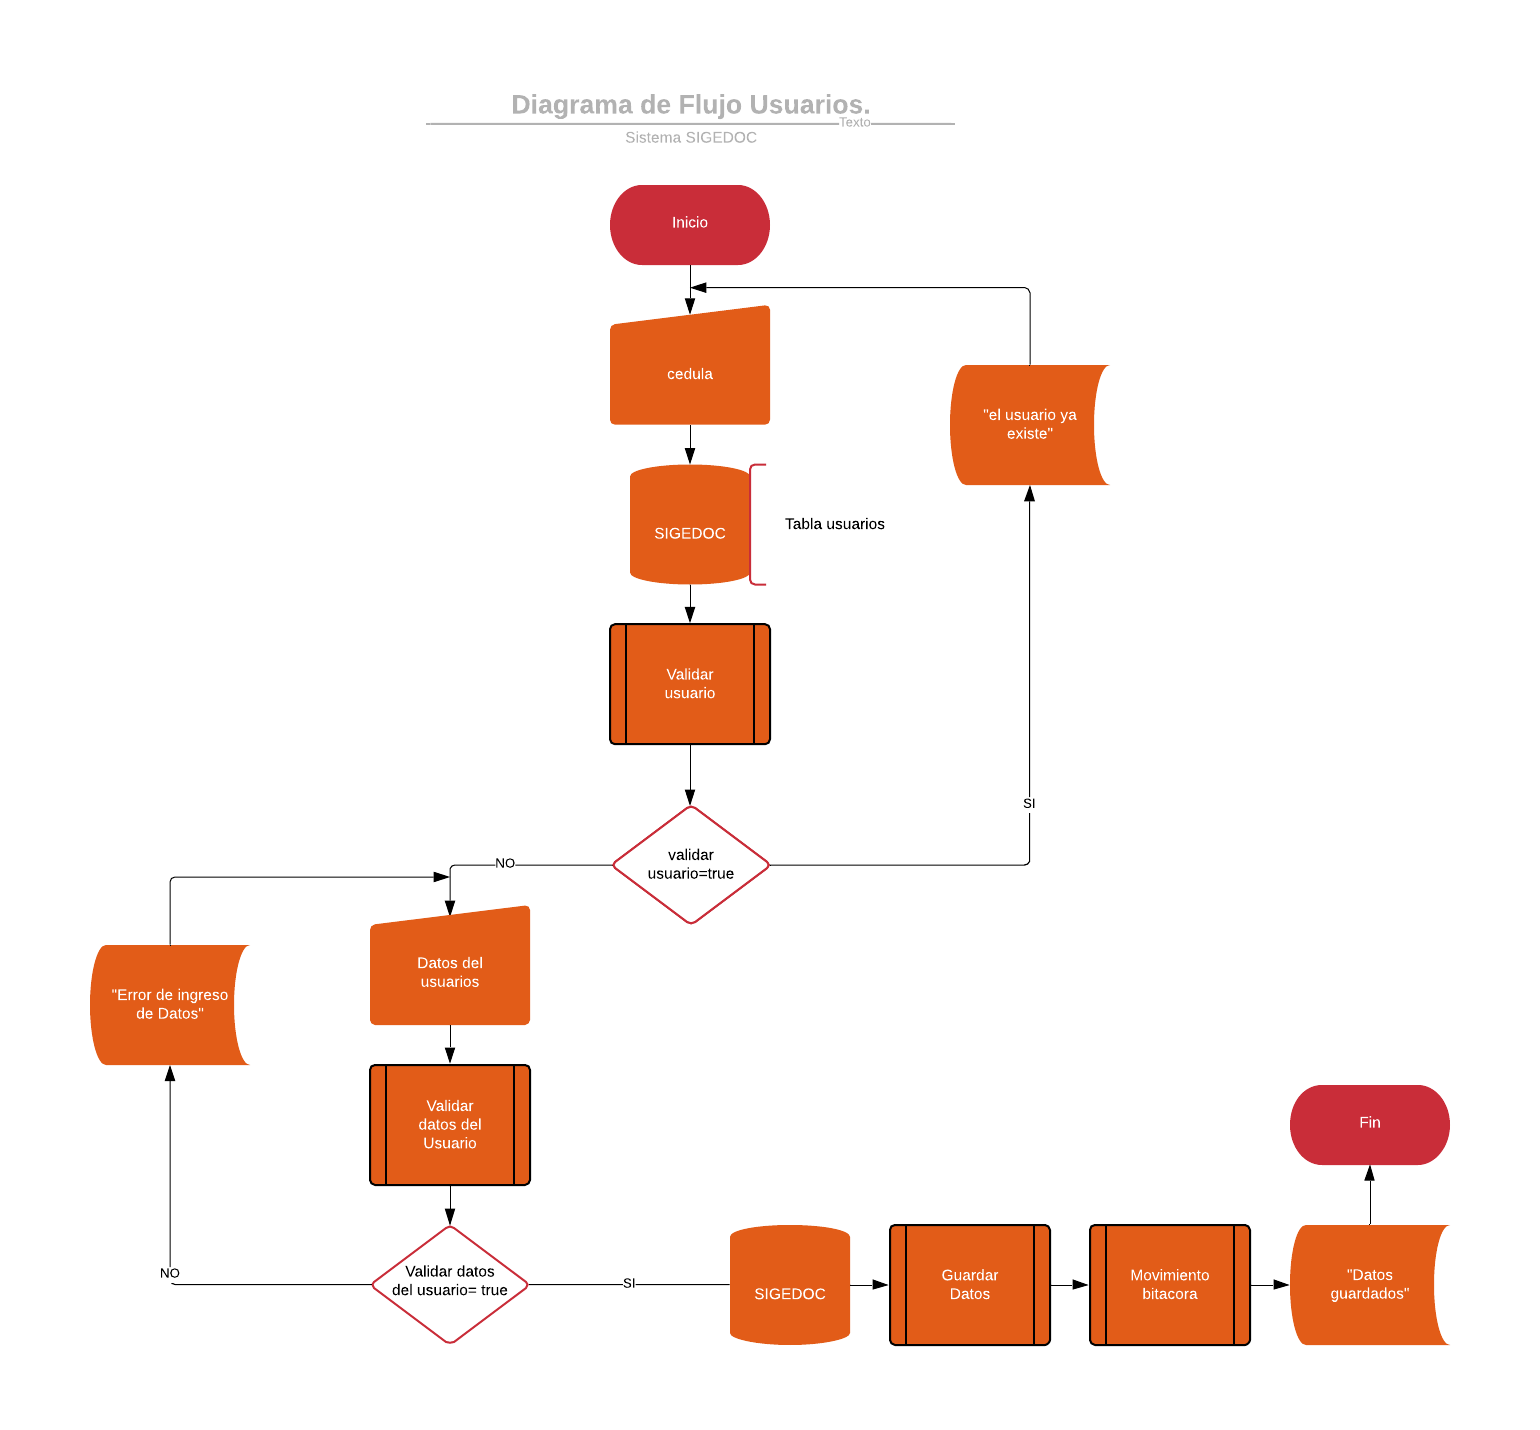 Diagrama de Flujo Usuarios.
Texto
Sistema SIGEDOC
Inicio
cedula
"el usuario ya
existe"
SIGEDOC
Tabla usuarios
Validar
usuario
SI
validar
usuario=true
NO
Datos del
usuarios
"Error de ingreso
de Datos"
Validar
datos del
Usuario
Fin
NO
Validar datos
del usuario= true
SI
SIGEDOC
Guardar
Datos
Movimiento
bitacora
"Datos
guardados"